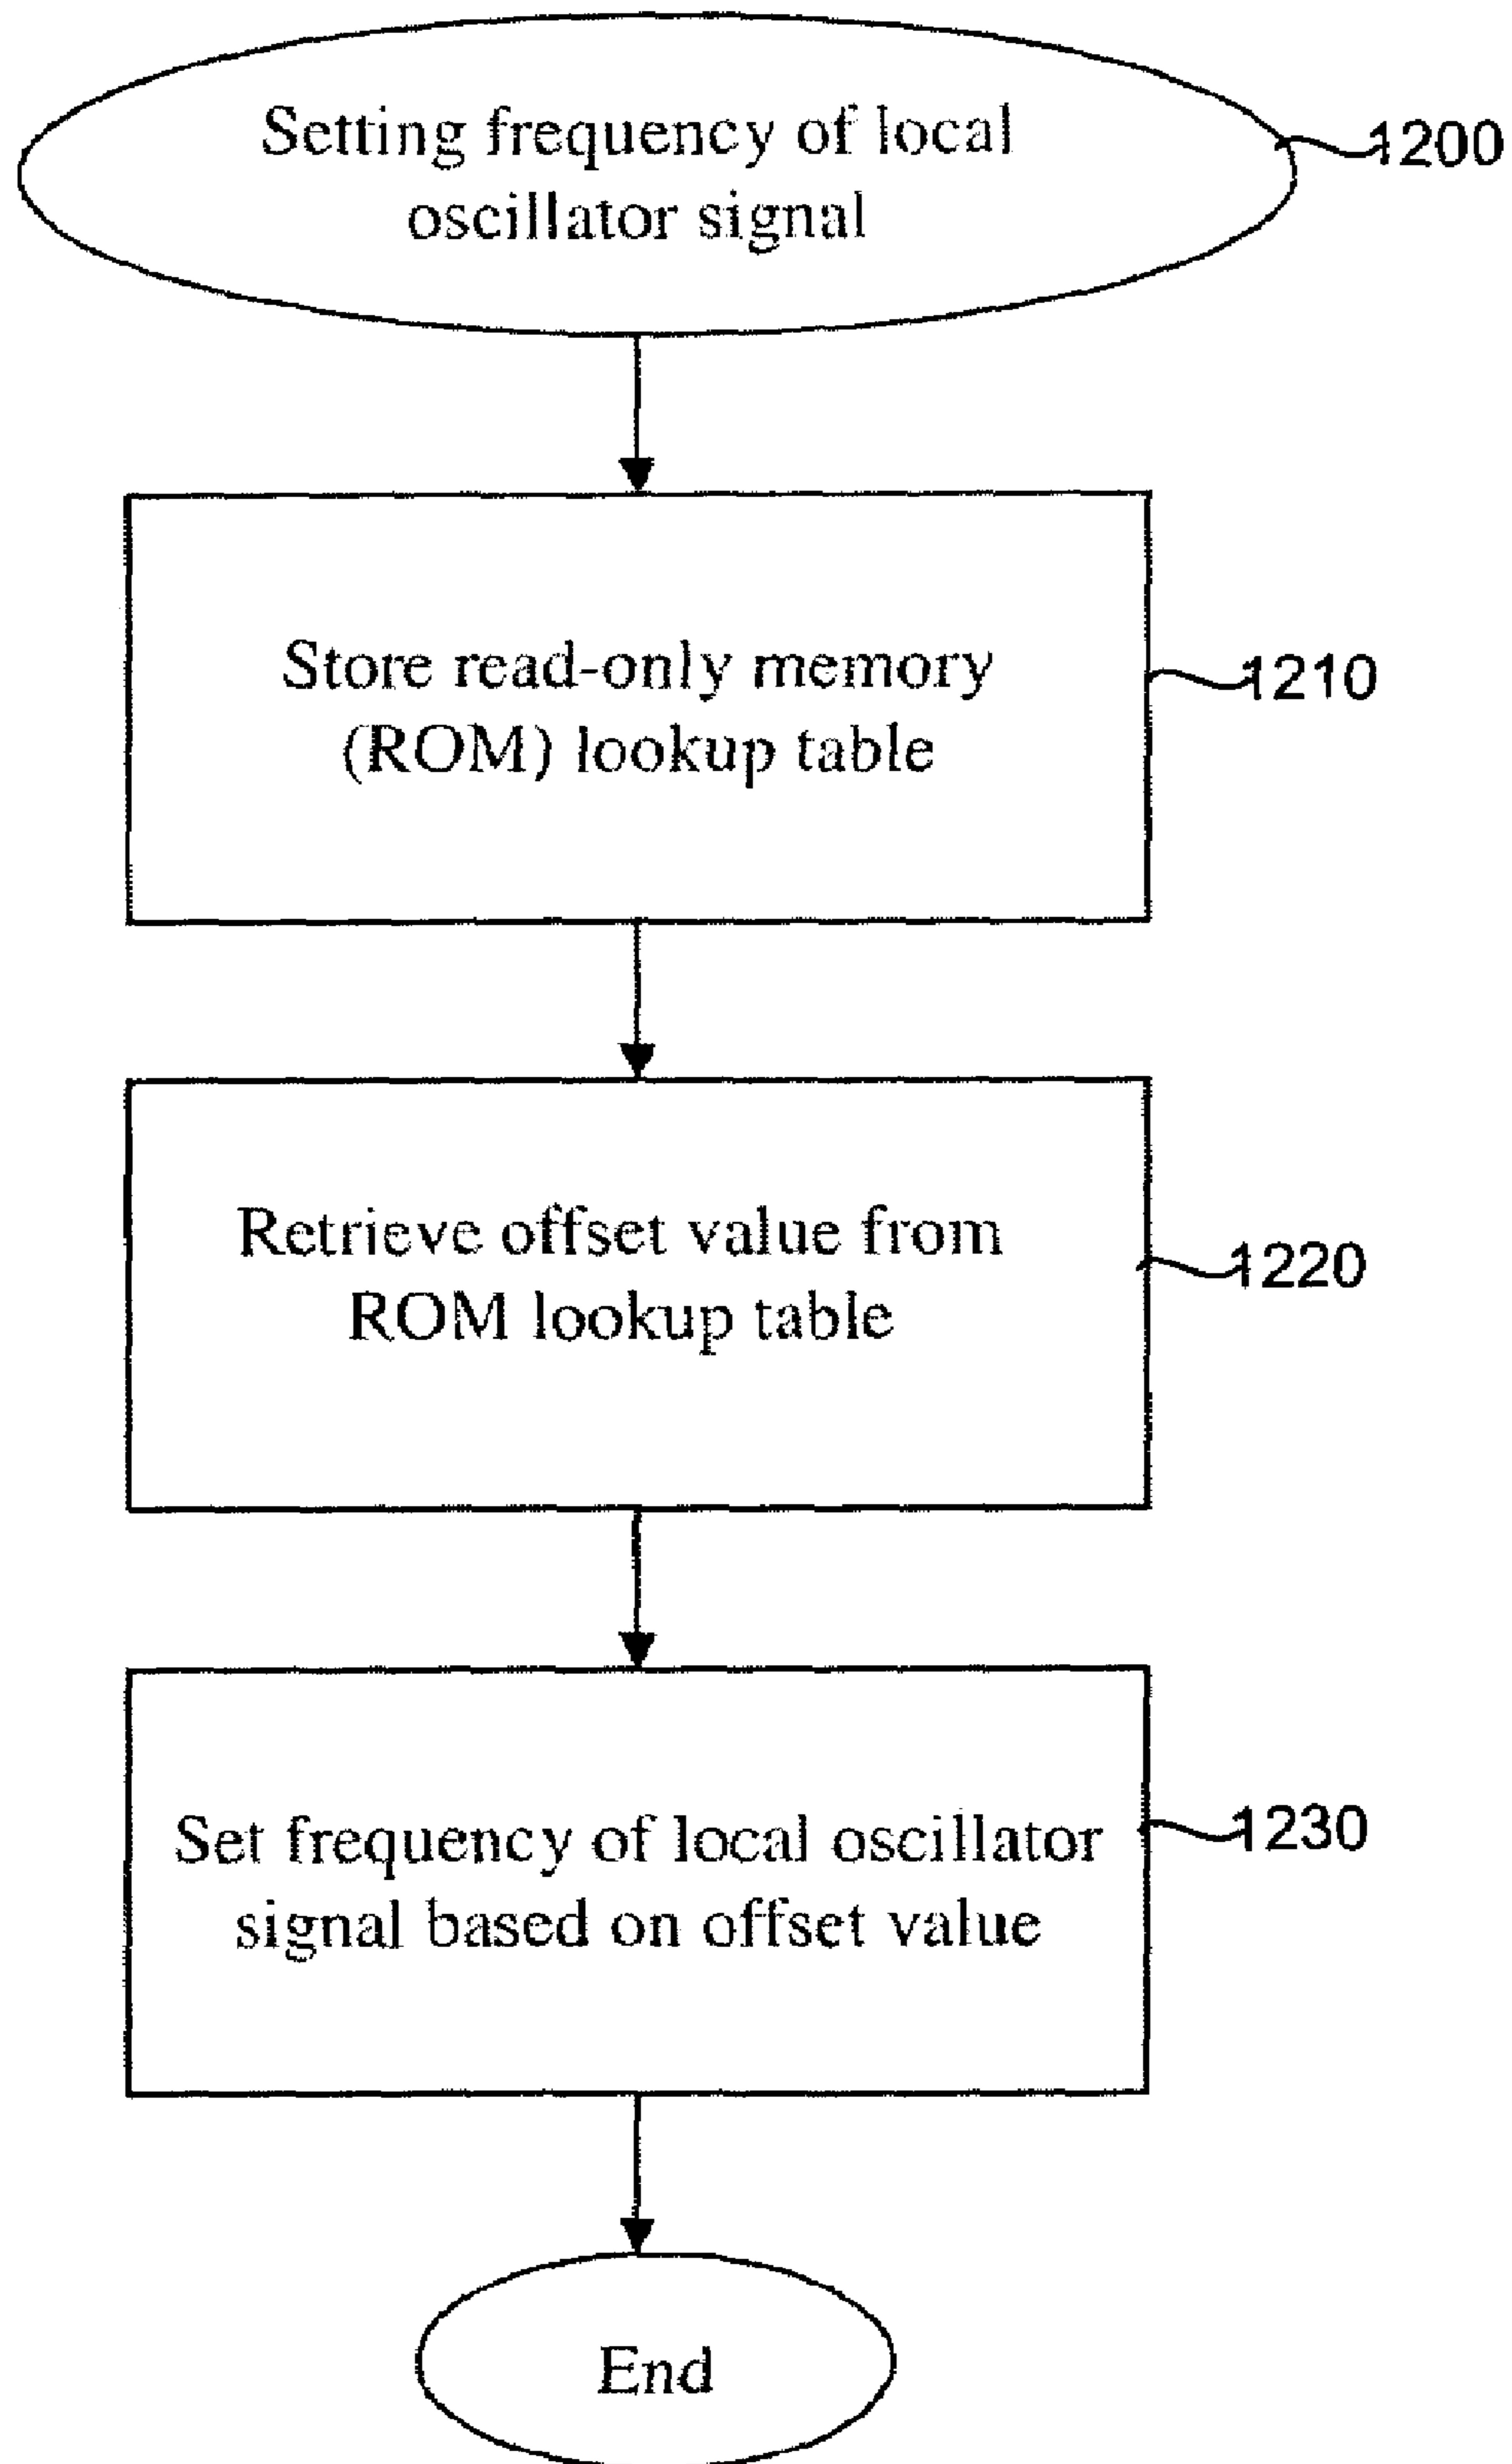 Setting frequency of local
oscillator signal
1200
Store read-only memory
(ROM) lookup table
1210
Retrieve offset value from
ROM lookup table
1220
Set frequency of local oscillator
signal based on offset value
1230
End